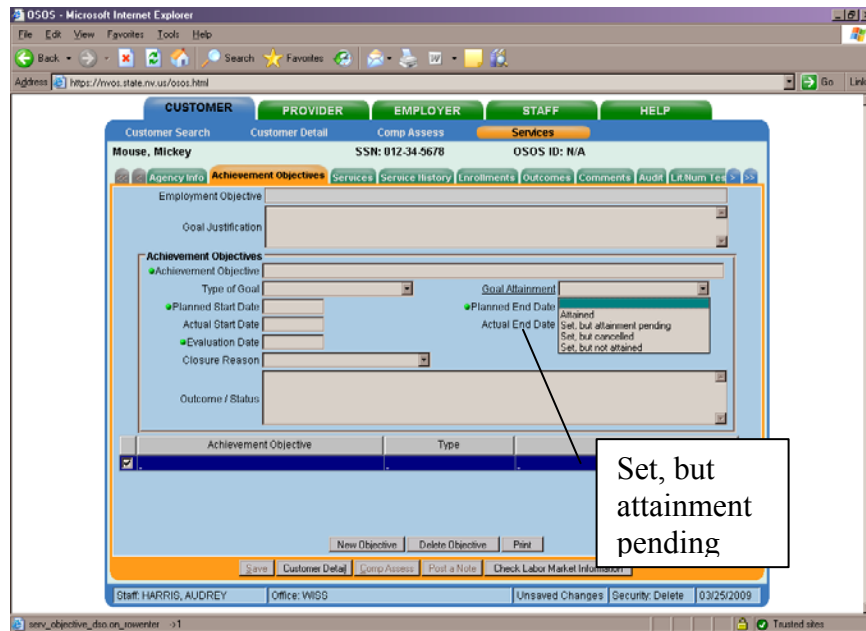 OSOS - Microsoft Internet Explorer
File Edit View Favorites Tools Help
Back Search Favorites
Address https://nvos.state.nv.us/osos.html Go Link
CUSTOMER PROVIDER EMPLOYER STAFF HELP
Customer Search Customer Detail Comp Assess Services
Mouse, Mickey SSN: 012-34-5678 OSOS ID: N/A
Agency Info Achievement Objectives Services Service History Enrollments Outcomes Comments Audit Lit.Num Tes
Employment Objective
Goal Justification
Achievement Objectives
Achievement Objective
Type of Goal Goal Attainment
Planned Start Date Planned End Date
Attained
Actual Start Date Actual End Date Set, but attainment pending
Set, but cancelled
Evaluation Date Set, but not attained
Closure Reason
Outcome / Status
Achievement Objective Type
Set, but
attainment
pending
New Objective Delete Objective Print
Save Customer Detail Comp Assess Post a Note Check Labor Market Information
Staff: HARRIS, AUDREY Office: WISS Unsaved Changes Security: Delete 03/25/2009
serv_objective_dso.on_rowenter ->1 Trusted sites